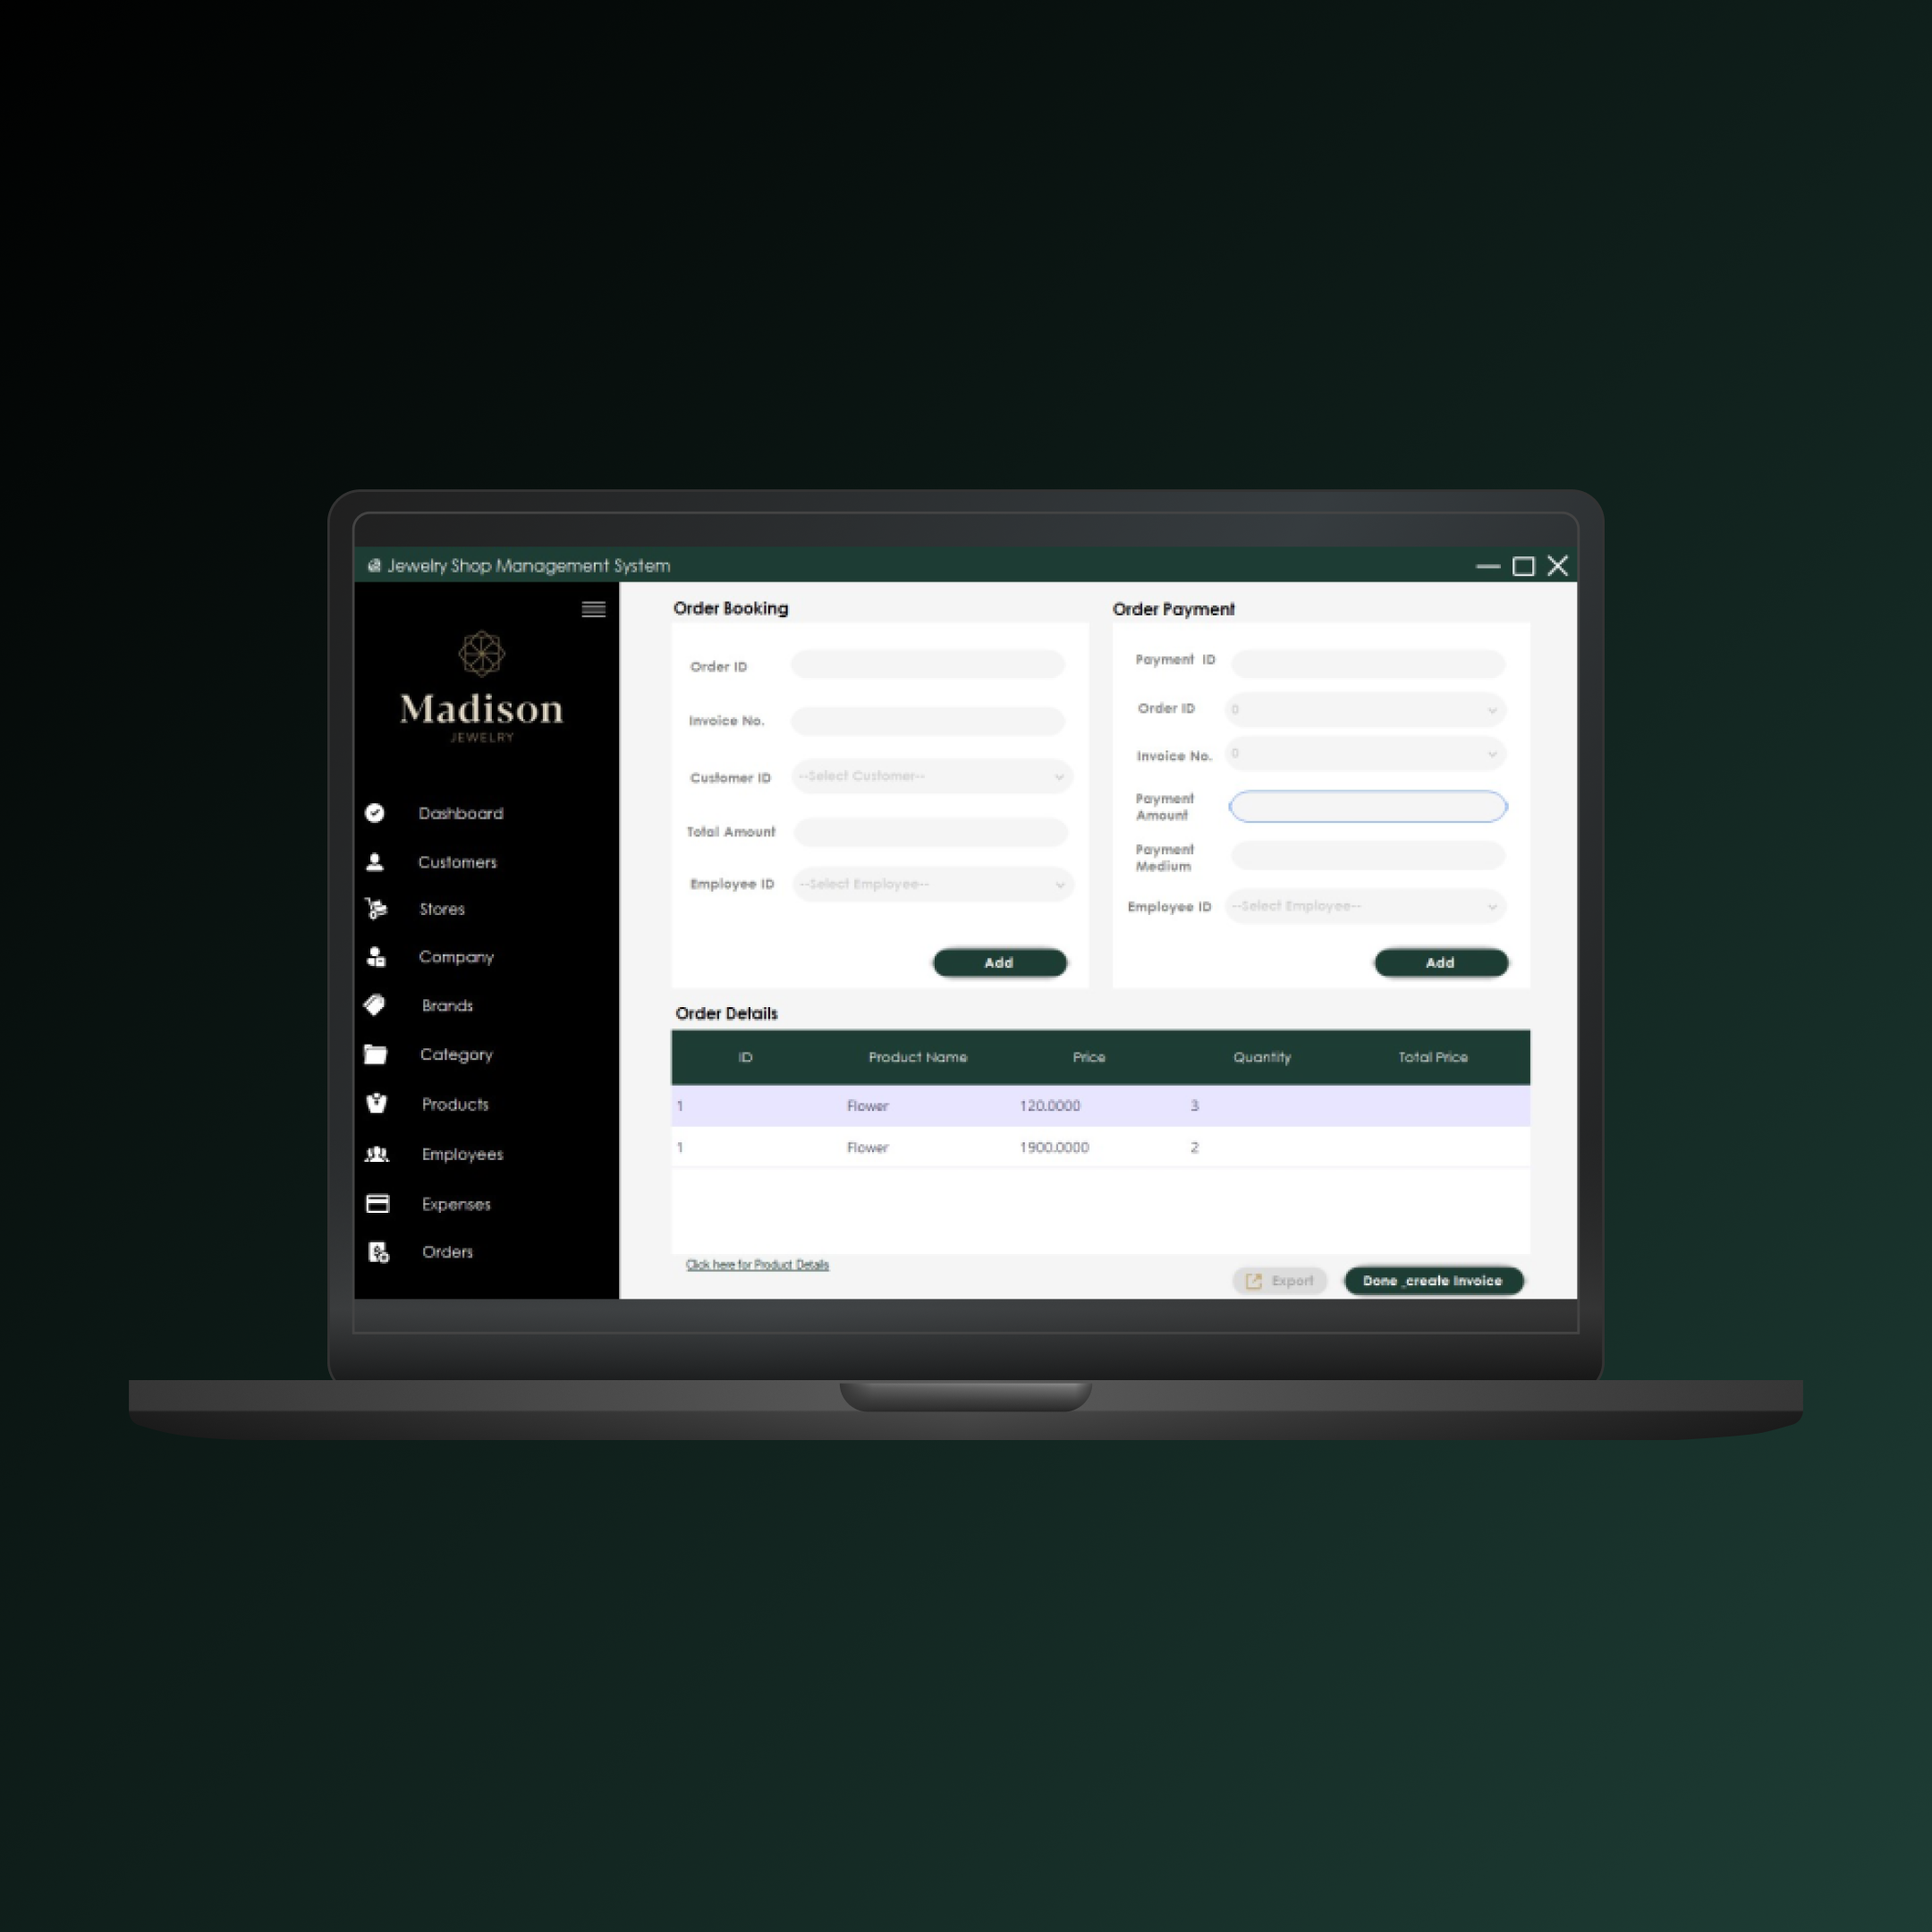 Jewelry Shop Management System
Madison
JEWELRY
Dashboard
Customers
Stores
Company
Brands
Category
Products
Employees
Expenses
Orders
Order Booking
Order ID
Invoice No.
Customer ID --Select Customer--
Total Amount
Employee ID --Select Employee--
Add
Order Payment
Payment ID
Order ID 0
Invoice No. 0
Payment
Amount
Payment
Medium
Employee ID --Select Employee--
Add
Order Details
ID Product Name Price Quantity Total Price
1 Flower 120.0000 3
1 Flower 1900.0000 2
Click here for Product Details
Export Done _create Invoice